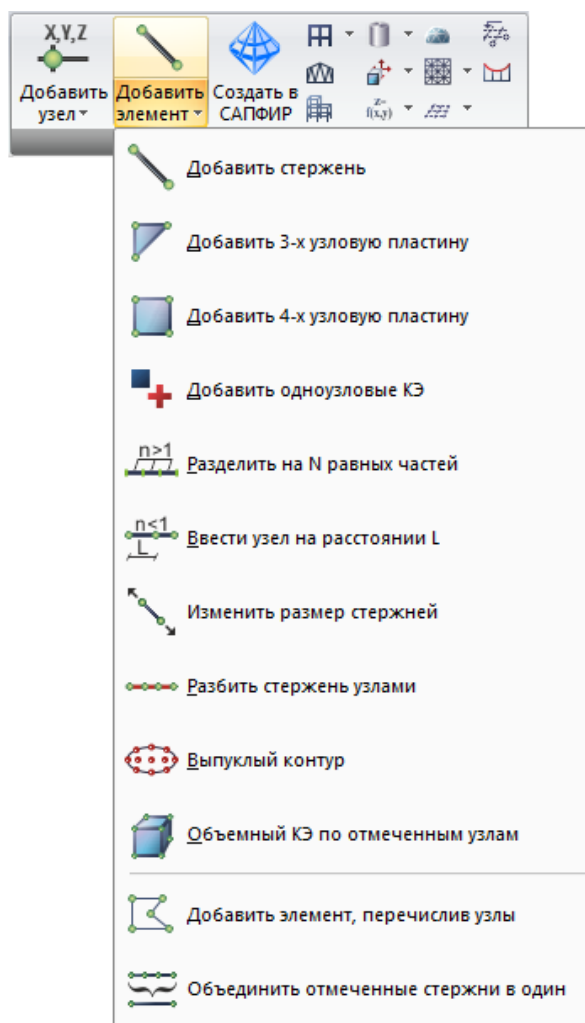 X,Y,Z
Добавить узел
Добавить элемент
Создать в САПФИР
z=
f(x,y)
Добавить стержень
Добавить 3-х узловую пластину
Добавить 4-х узловую пластину
Добавить одноузловые КЭ
n>1
Разделить на N равных частей
n<1
L
Ввести узел на расстоянии L
Изменить размер стержней
Разбить стержень узлами
Выпуклый контур
Объемный КЭ по отмеченным узлам
Добавить элемент, перечислив узлы
Объединить отмеченные стержни в один